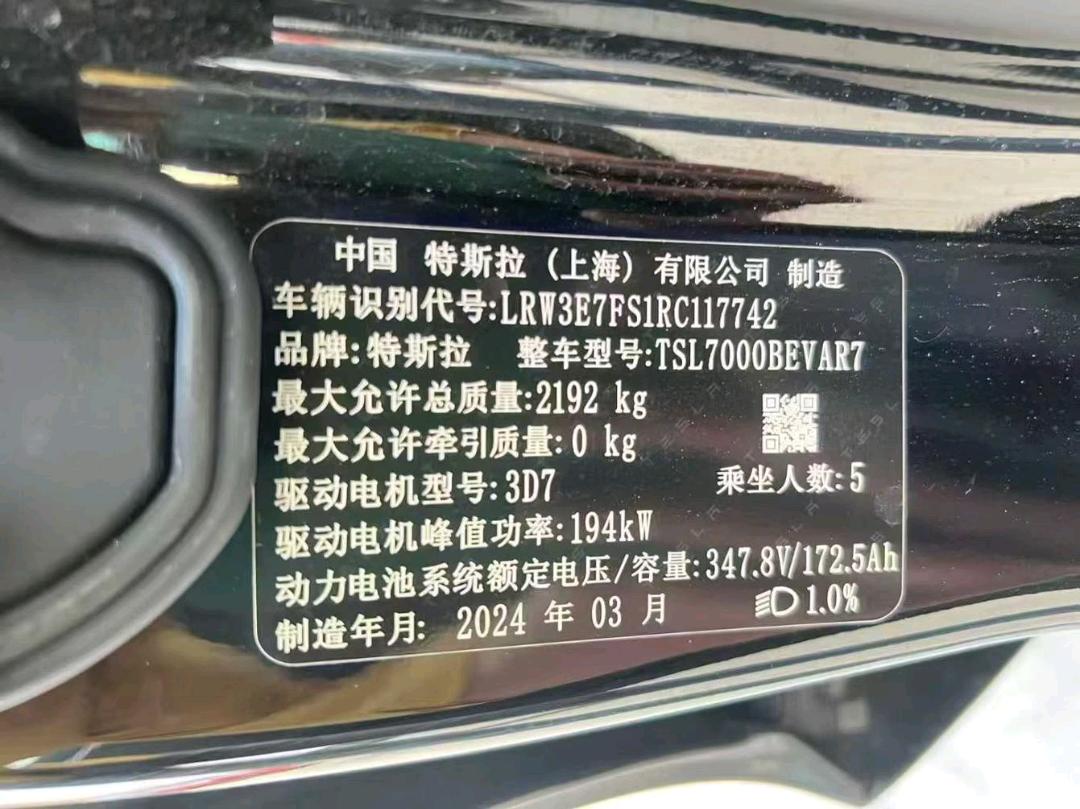 中国 特斯拉（上海）有限公司 制造
车辆识别代号:LRW3E7FS1RC117742
品牌:特斯拉 整车型号:TSL7000BEVAR7
最大允许总质量:2192 kg
最大允许牵引质量:0 kg
驱动电机型号:3D7 乘坐人数:5
驱动电机峰值功率:194kW
动力电池系统额定电压/容量:347.8V/172.5Ah
制造年月: 2024 年 03 月 1.0%